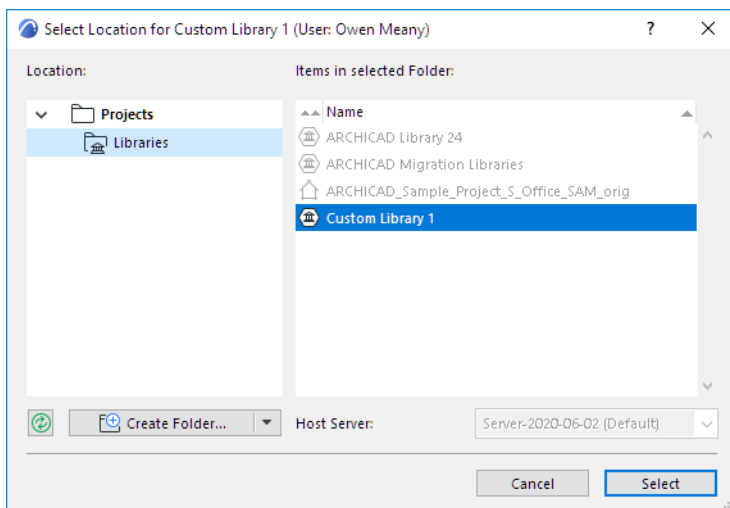 Select Location for Custom Library 1 (User: Owen Meany)
Location:
Items in selected Folder:
Projects
Libraries
Name
ARCHICAD Library 24
ARCHICAD Migration Libraries
ARCHICAD_Sample_Project_S_Office_SAM_orig
Custom Library 1
Create Folder...
Host Server:
Server-2020-06-02 (Default)
Cancel
Select